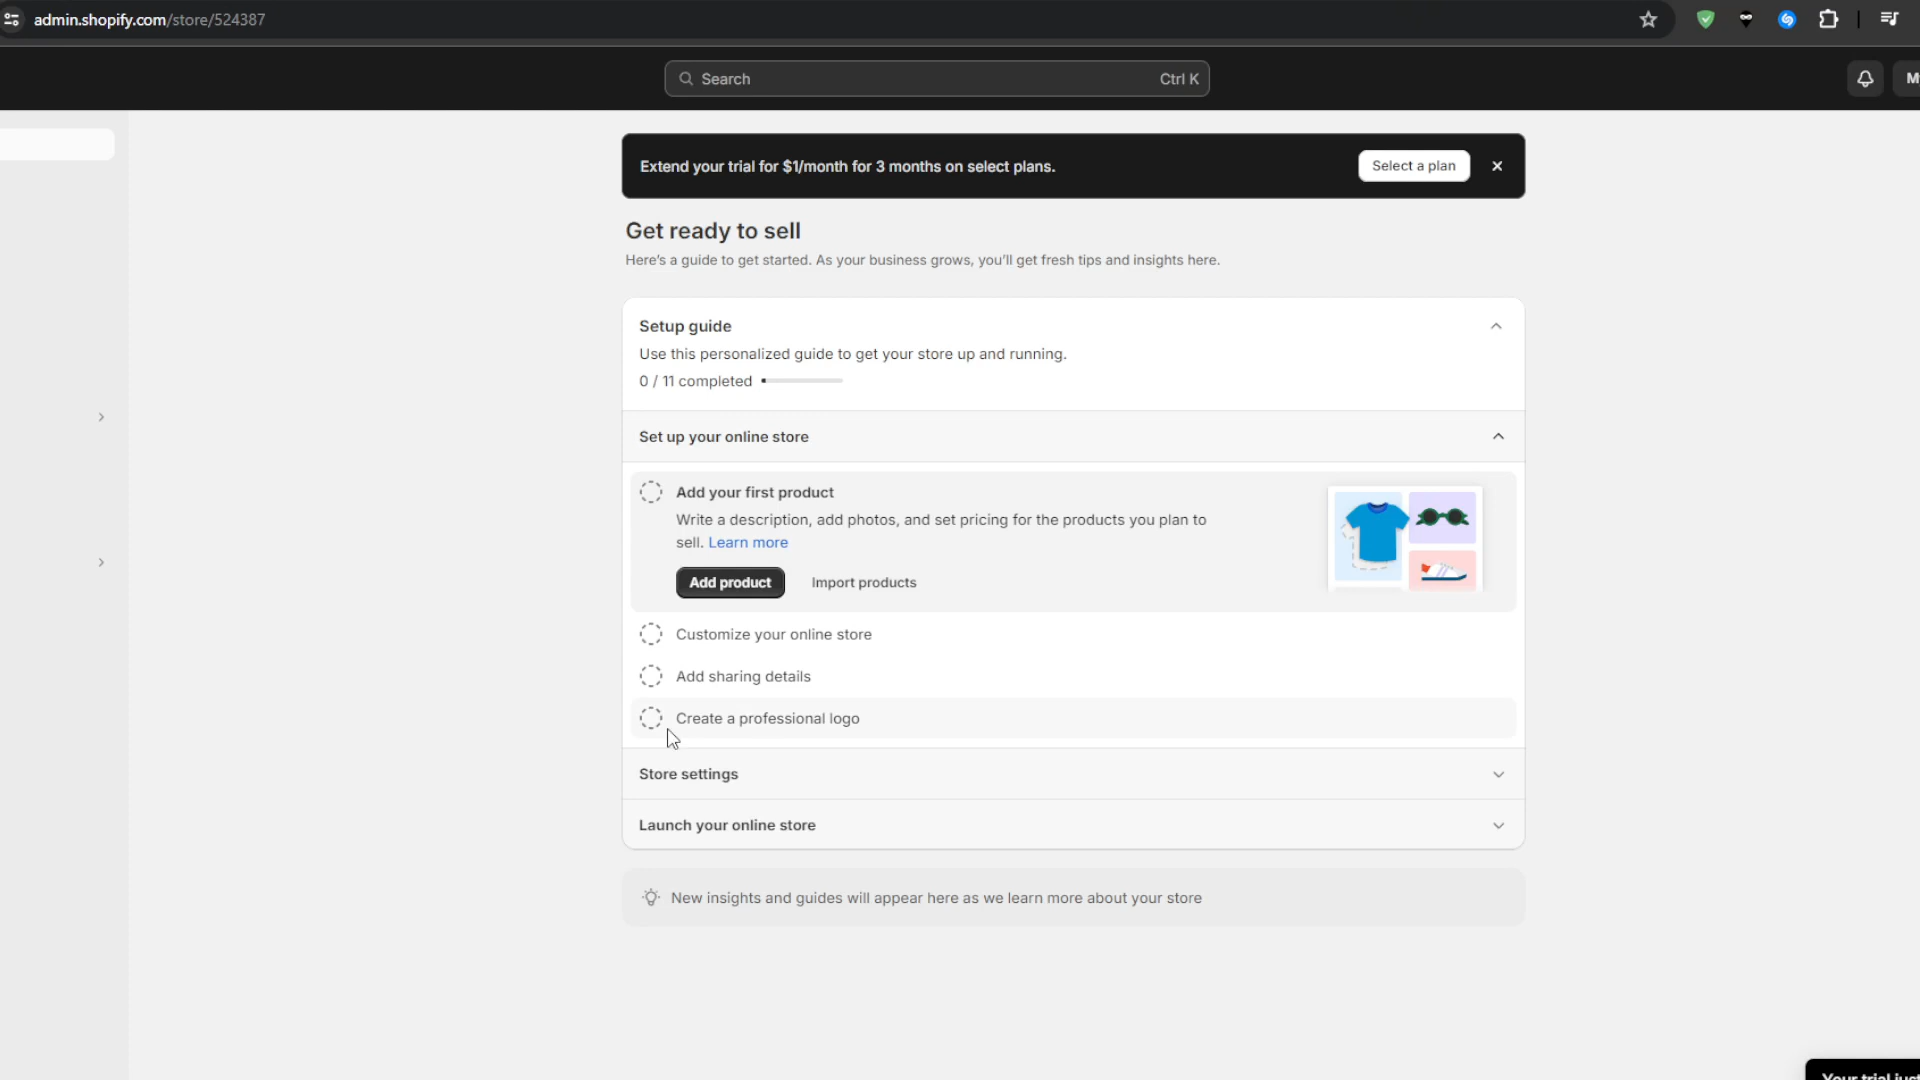 admin.shopify.com/store/524387
Search Ctrl K
Extend your trial for $1/month for 3 months on select plans. Select a plan
Get ready to sell
Here's a guide to get started. As your business grows, you'll get fresh tips and insights here.
Setup guide
Use this personalized guide to get your store up and running.
0 / 11 completed
Set up your online store
Add your first product
Write a description, add photos, and set pricing for the products you plan to
sell. Learn more
Add product Import products
Customize your online store
Add sharing details
Create a professional logo
Store settings
Launch your online store
New insights and guides will appear here as we learn more about your store
Your trial just